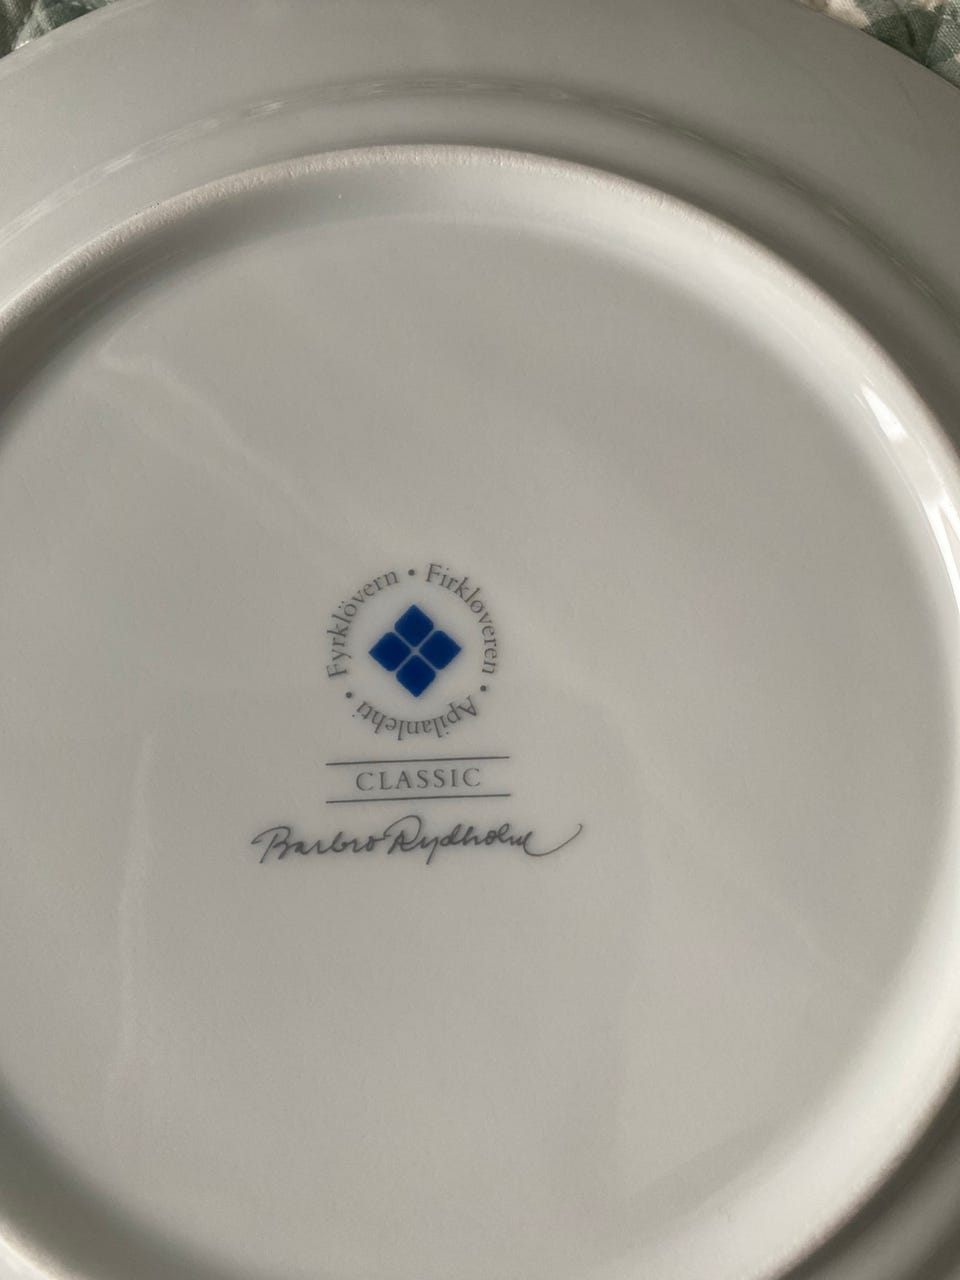 Fyrklövern • Firkløveren • Apilanlehti •
CLASSIC
Barbro Rydholm